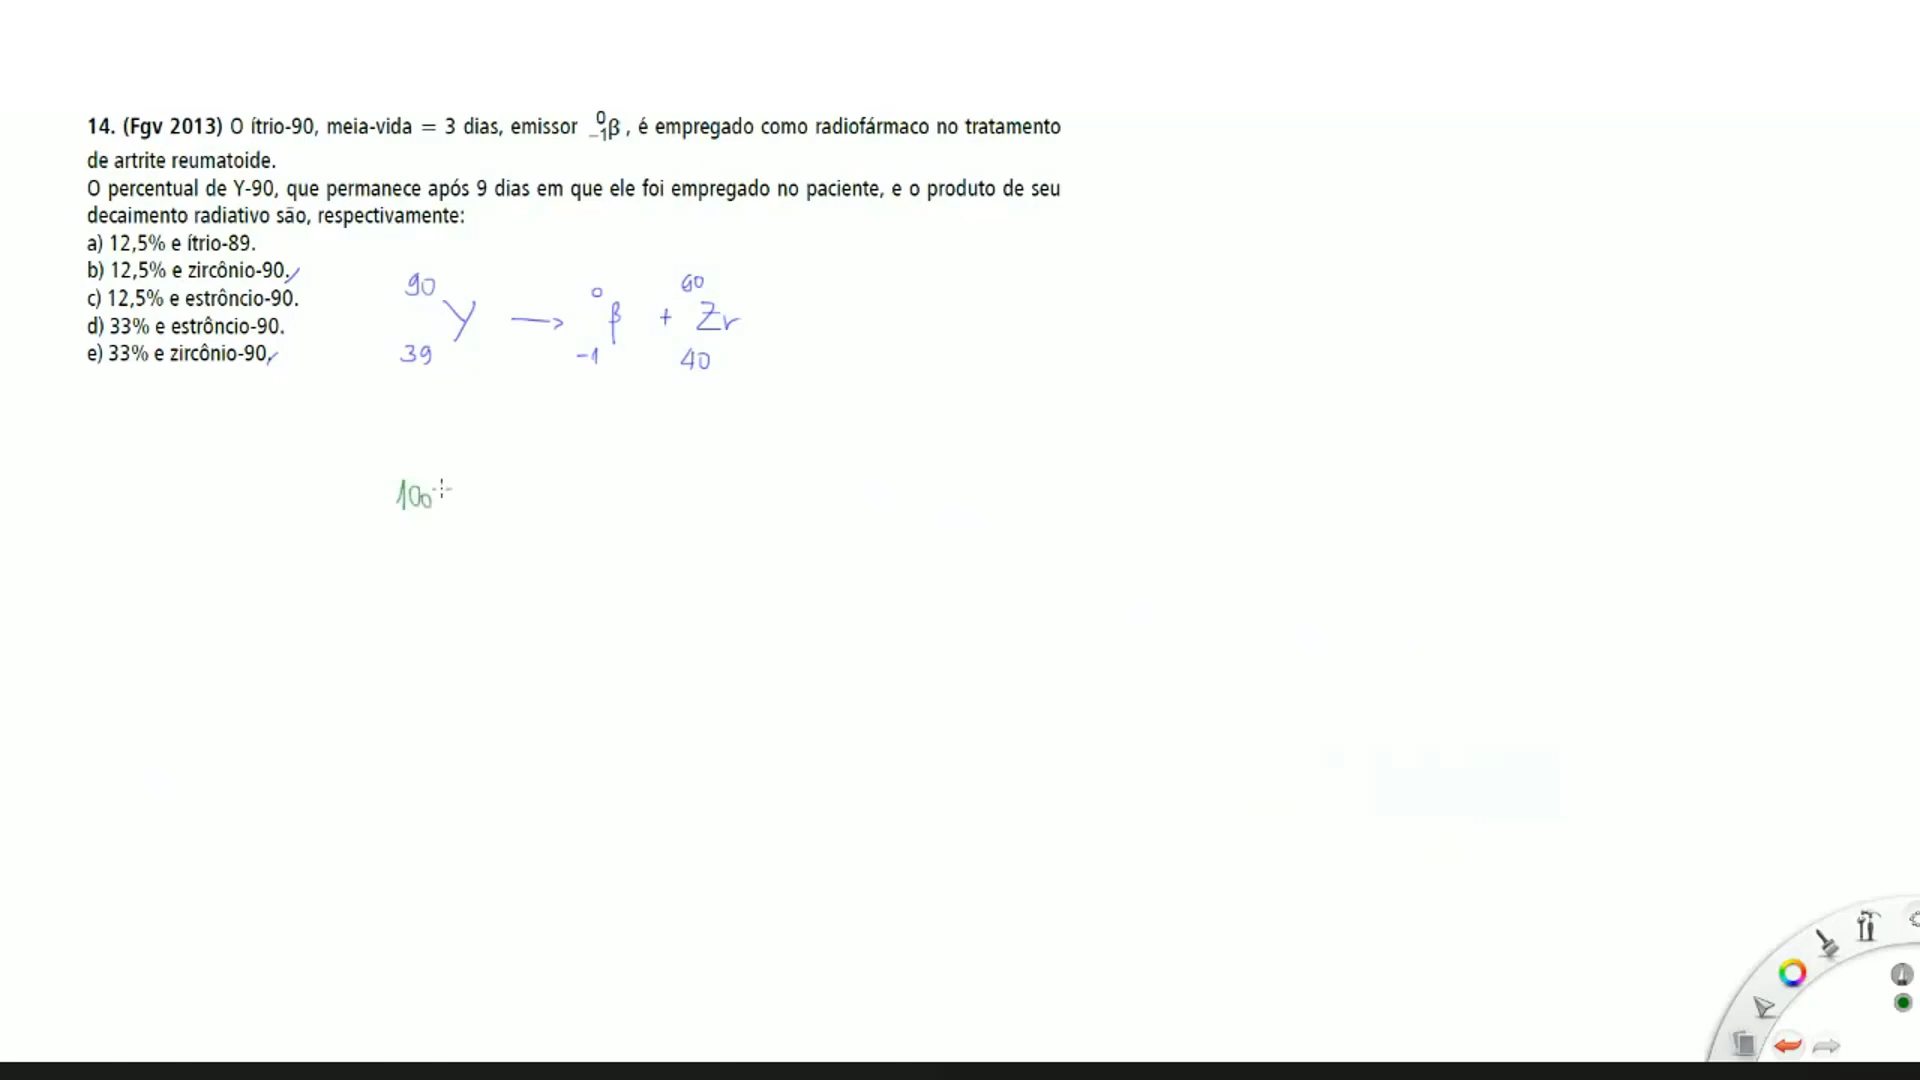 14. (Fgv 2013) O ítrio-90, meia-vida = 3 dias, emissor ⁰₋₁β, é empregado como radiofármaco no tratamento
de artrite reumatoide.
O percentual de Y-90, que permanece após 9 dias em que ele foi empregado no paciente, e o produto de seu
decaimento radiativo são, respectivamente:
a) 12,5% e ítrio-89.
b) 12,5% e zircônio-90.
c) 12,5% e estrôncio-90.
d) 33% e estrôncio-90.
e) 33% e zircônio-90.
90 0 90
Y → β + Zr
39 -1 40
100